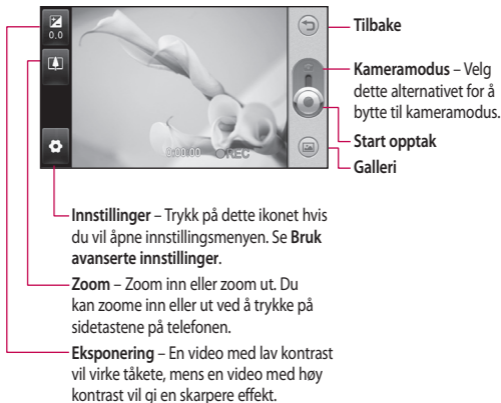 0.0
0:00.00 REC
Tilbake
Kameramodus – Velg
dette alternativet for å
bytte til kameramodus.
Start opptak
Galleri
Innstillinger – Trykk på dette ikonet hvis
du vil åpne innstillingsmenyen. Se Bruk
avanserte innstillinger.
Zoom – Zoom inn eller zoom ut. Du
kan zoome inn eller ut ved å trykke på
sidetastene på telefonen.
Eksponering – En video med lav kontrast
vil virke tåkete, mens en video med høy
kontrast vil gi en skarpere effekt.